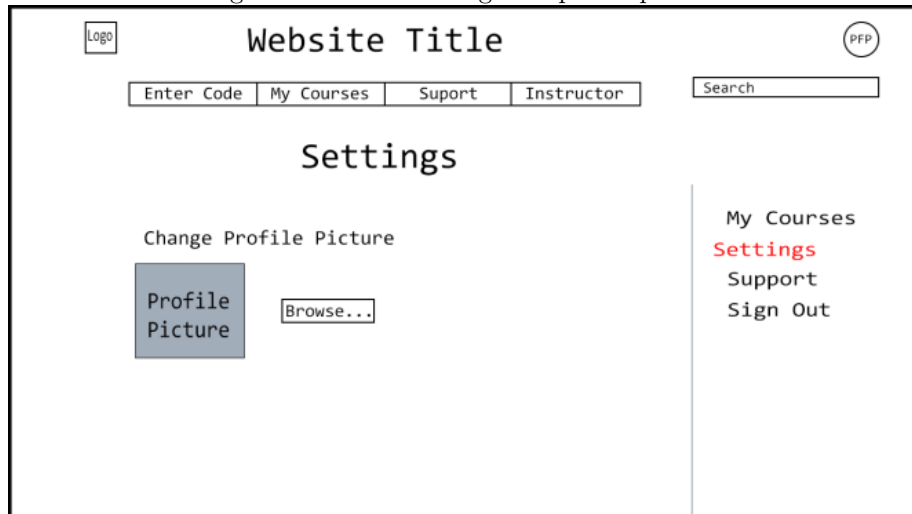 Logo
Website Title
PFP
Enter Code My Courses Suport Instructor
Search
Settings
Change Profile Picture
Profile
Picture
Browse...
My Courses
Settings
Support
Sign Out